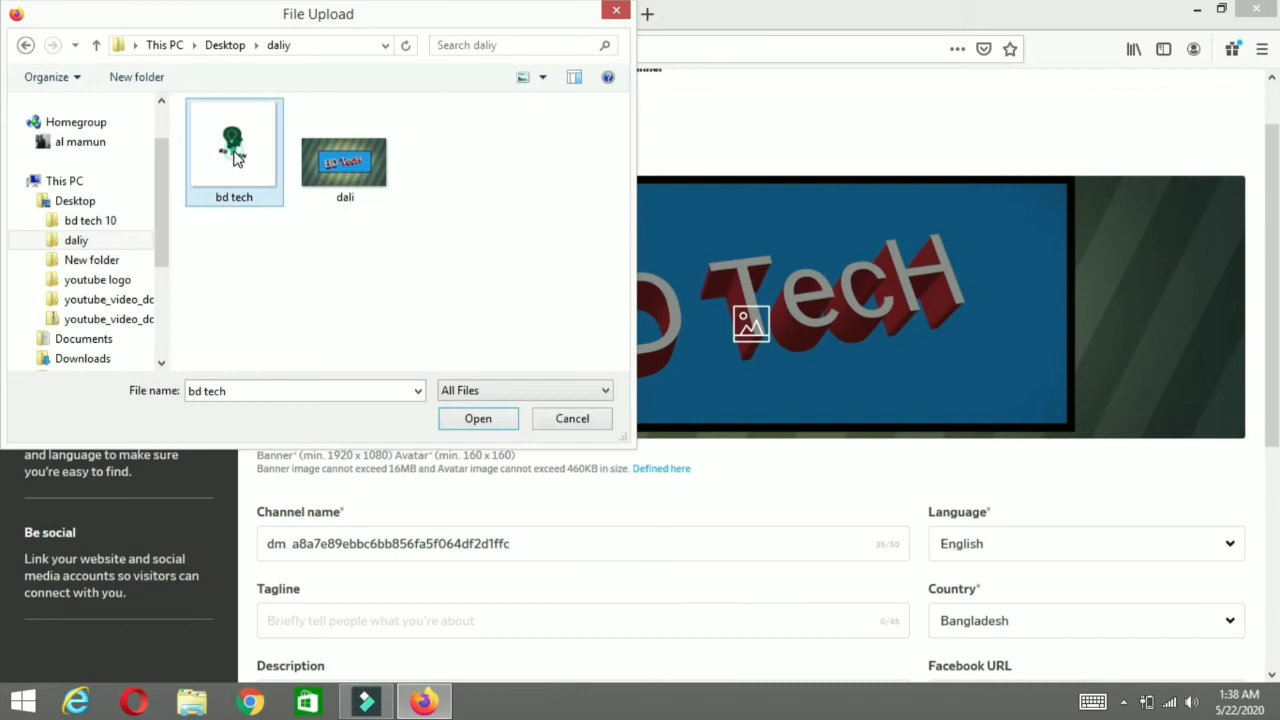 File Upload
This PC
Desktop
daliy
Search daliy
Organize
New folder
Homegroup
al mamun
This PC
Desktop
bd tech 10
daliy
New folder
youtube logo
youtube_video_dc
youtube_video_dc
Documents
Downloads
bd tech
BD Tech
dali
File name:
bd tech
All Files
Open
Cancel
D TecH
and language to make sure
you're easy to find.
Be social
Link your website and social
media accounts so visitors can
connect with you.
Banner* (min. 1920 x 1080) Avatar* (min. 160 x 160)
Banner image cannot exceed 16MB and Avatar image cannot exceed 460KB in size. Defined here
Channel name*
dm_a8a7e89ebbc6bb856fa5f064df2d1ffc
35/50
Language*
English
Tagline
Briefly tell people what you're about
0/45
Country*
Bangladesh
Description
Facebook URL
1:38 AM
5/22/2020